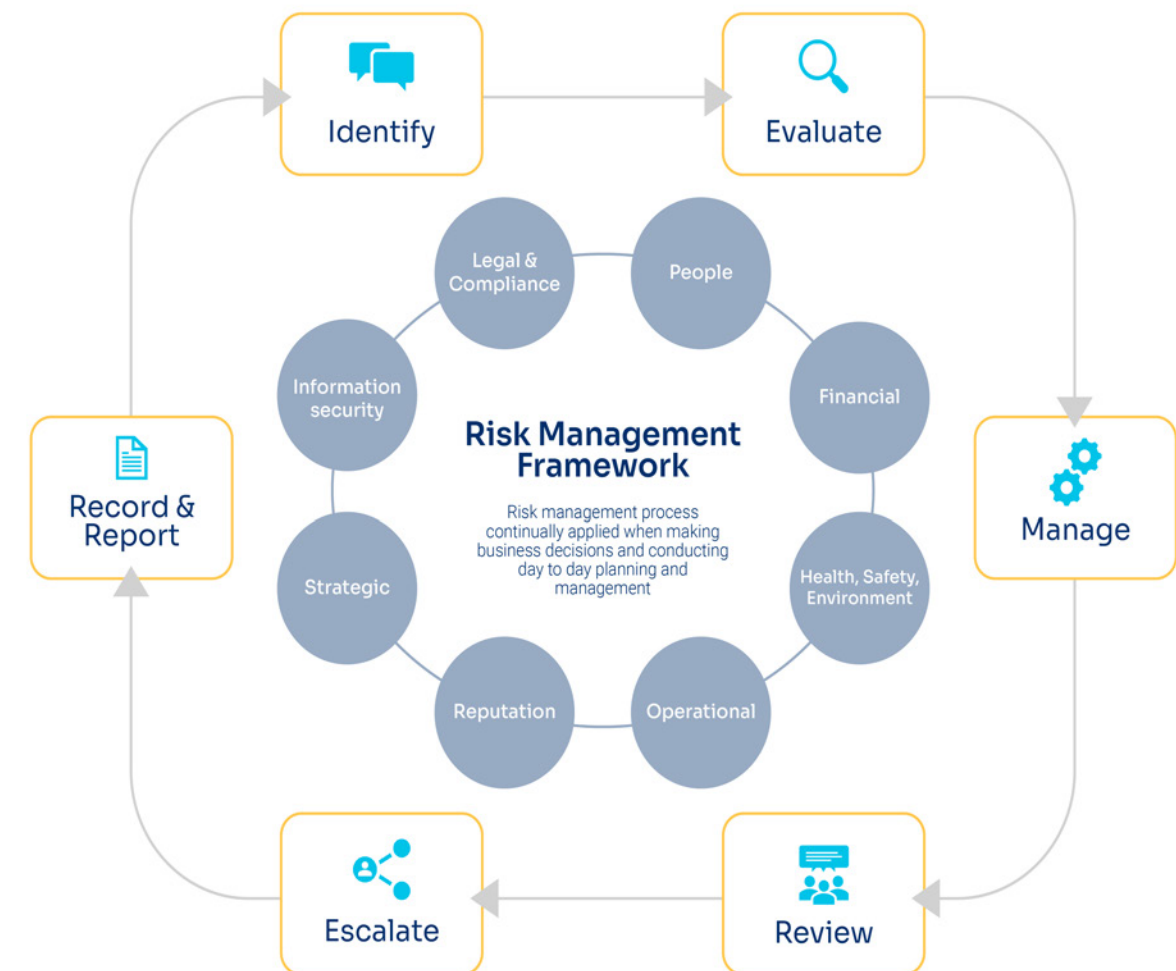 Identify
Evaluate
Legal &
Compliance
People
Information
security
Financial
Risk Management
Framework
Risk management process
continually applied when making
business decisions and conducting
day to day planning and
management
Record &
Report
Manage
Strategic
Health, Safety,
Environment
Reputation
Operational
Escalate
Review